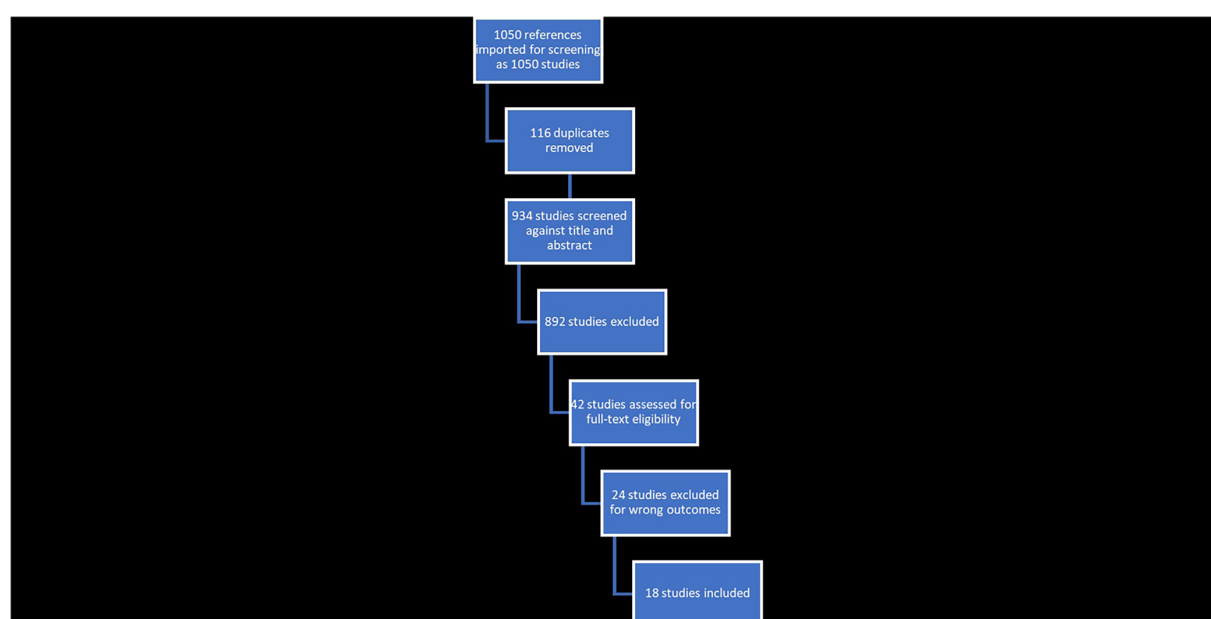 1050 references
imported for screening
as 1050 studies
116 duplicates
removed
934 studies screened
against title and
abstract
892 studies excluded
42 studies assessed for
full-text eligibility
24 studies excluded
for wrong outcomes
18 studies included